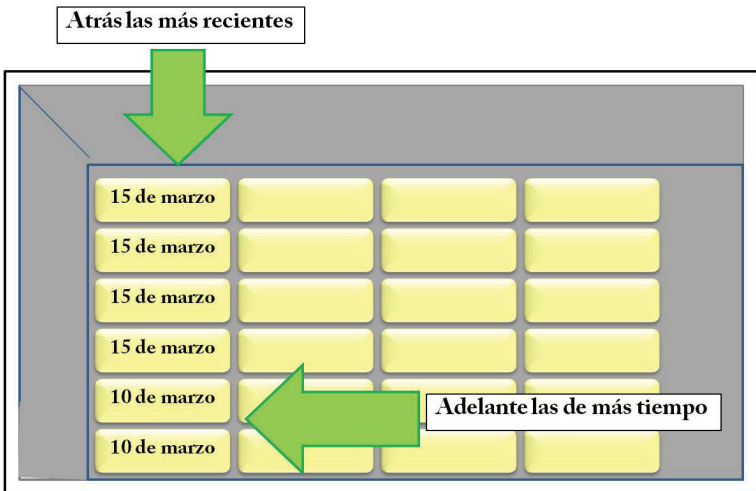 Atrás las más recientes
15 de marzo
15 de marzo
15 de marzo
15 de marzo
10 de marzo
Adelante las de más tiempo
10 de marzo